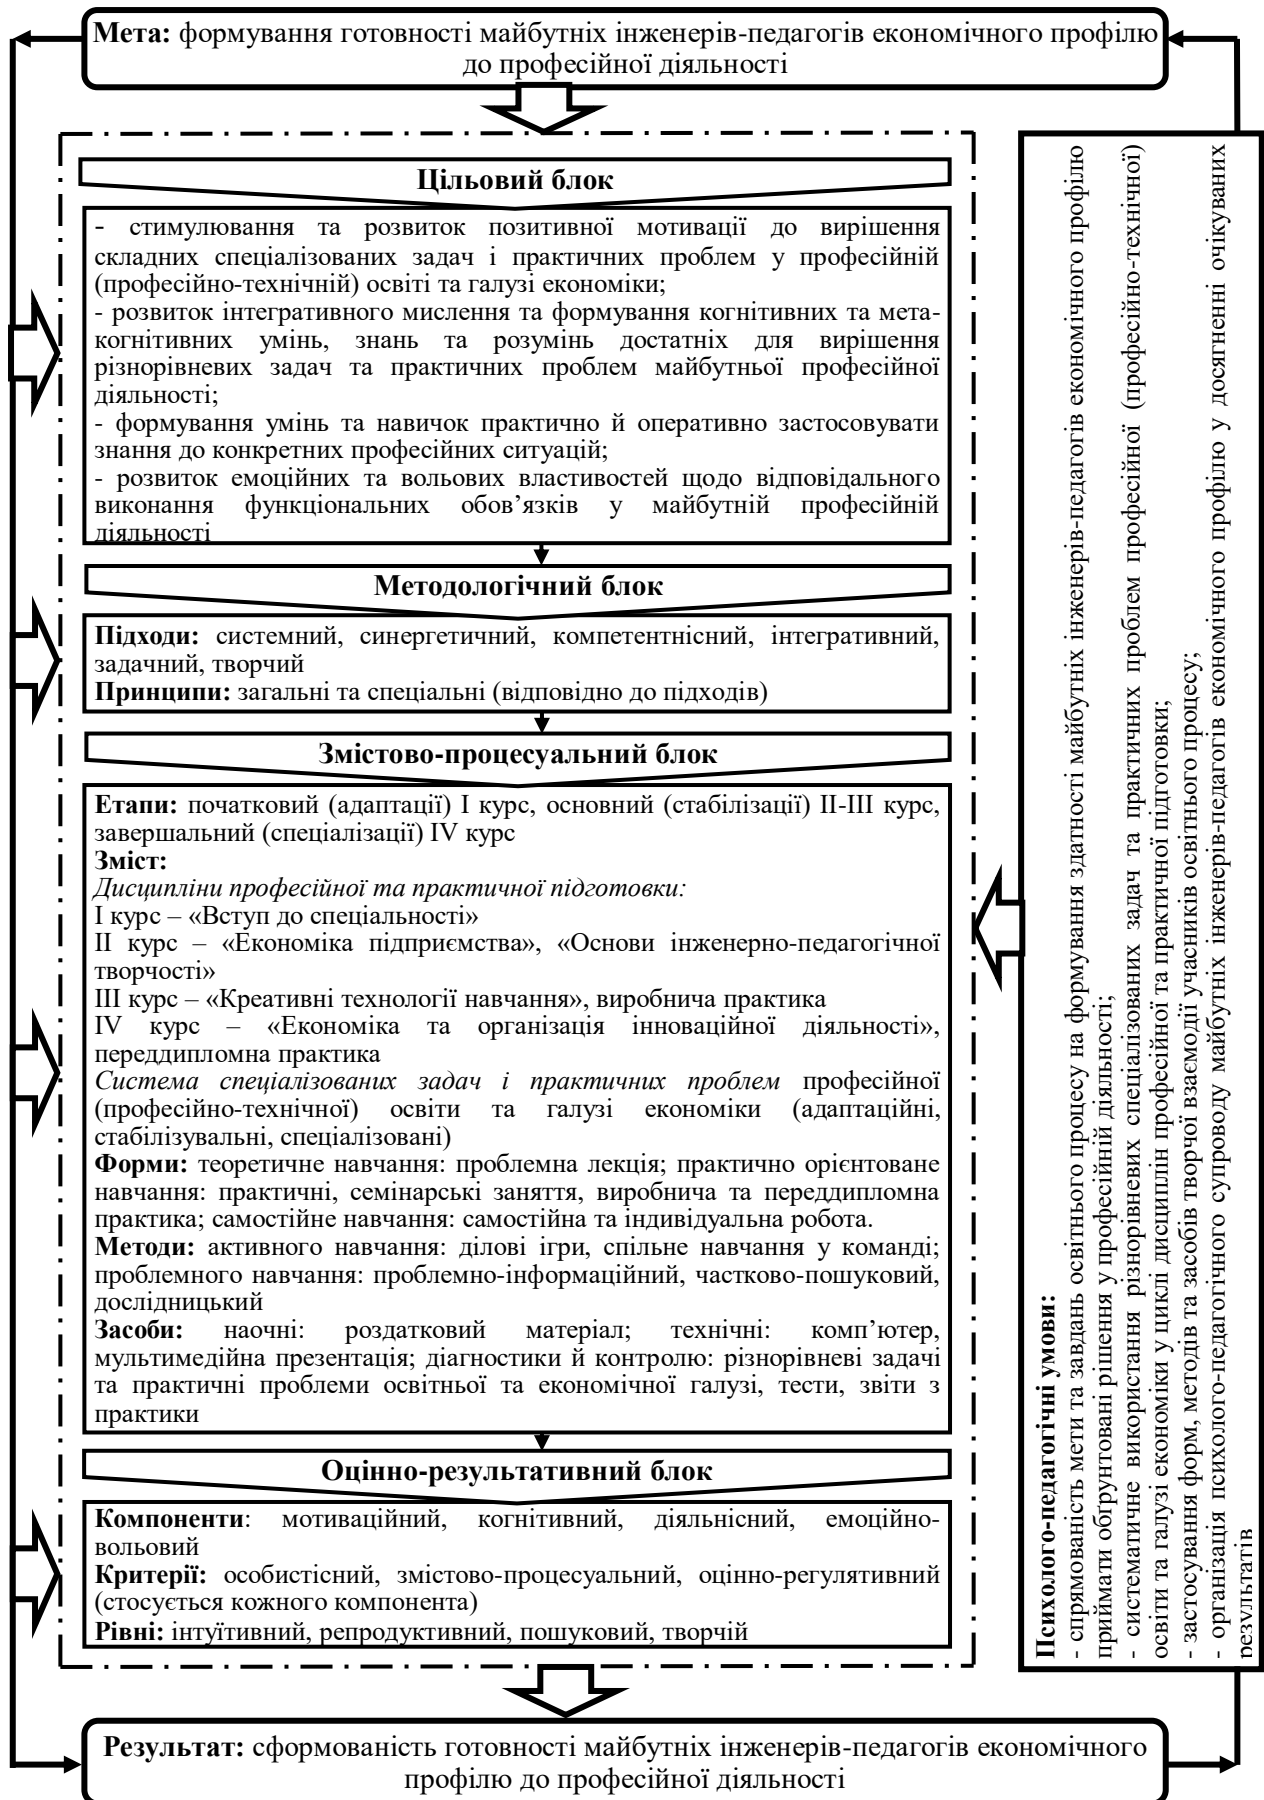 Мета: формування готовності майбутніх інженерів-педагогів економічного профілю
до професійної діяльності
Цільовий блок
- стимулювання та розвиток позитивної мотивації до вирішення
складних спеціалізованих задач і практичних проблем у професійній
(професійно-технічній) освіті та галузі економіки;
- розвиток інтегративного мислення та формування когнітивних та мета-
когнітивних умінь, знань та розумінь достатніх для вирішення
різнорівневих задач та практичних проблем майбутньої професійної
діяльності;
- формування умінь та навичок практично й оперативно застосовувати
знання до конкретних професійних ситуацій;
- розвиток емоційних та вольових властивостей щодо відповідального
виконання функціональних обов’язків у майбутній професійній
діяльності
Методологічний блок
Підходи: системний, синергетичний, компетентнісний, інтегративний,
задачний, творчий
Принципи: загальні та спеціальні (відповідно до підходів)
Змістово-процесуальний блок
Етапи: початковий (адаптації) І курс, основний (стабілізації) ІІ-ІІІ курс,
завершальний (спеціалізації) IV курс
Зміст:
Дисципліни професійної та практичної підготовки:
І курс – «Вступ до спеціальності»
ІІ курс – «Економіка підприємства», «Основи інженерно-педагогічної
творчості»
ІІІ курс – «Креативні технології навчання», виробнича практика
IV курс – «Економіка та організація інноваційної діяльності»,
переддипломна практика
Система спеціалізованих задач і практичних проблем професійної
(професійно-технічної) освіти та галузі економіки (адаптаційні,
стабілізувальні, спеціалізовані)
Форми: теоретичне навчання: проблемна лекція; практично орієнтоване
навчання: практичні, семінарські заняття, виробнича та переддипломна
практика; самостійне навчання: самостійна та індивідуальна робота.
Методи: активного навчання: ділові ігри, спільне навчання у команді;
проблемного навчання: проблемно-інформаційний, частково-пошуковий,
дослідницький
Засоби: наочні: роздатковий матеріал; технічні: комп’ютер,
мультимедійна презентація; діагностики й контролю: різнорівневі задачі
та практичні проблеми освітньої та економічної галузі, тести, звіти з
практики
Оцінно-результативний блок
Компоненти: мотиваційний, когнітивний, діяльнісний, емоційно-
вольовий
Критерії: особистісний, змістово-процесуальний, оцінно-регулятивний
(стосується кожного компонента)
Рівні: інтуїтивний, репродуктивний, пошуковий, творчій
Психолого-педагогічні умови:
- спрямованість мети та завдань освітнього процесу на формування здатності майбутніх інженерів-педагогів економічного профілю
приймати обґрунтовані рішення у професійній діяльності;
- систематичне використання різнорівневих спеціалізованих задач та практичних проблем професійної (професійно-технічної)
освіти та галузі економіки у циклі дисциплін професійної та практичної підготовки;
- застосування форм, методів та засобів творчої взаємодії учасників освітнього процесу;
- організація психолого-педагогічного супроводу майбутніх інженерів-педагогів економічного профілю у досягненні очікуваних
результатів
Результат: сформованість готовності майбутніх інженерів-педагогів економічного
профілю до професійної діяльності